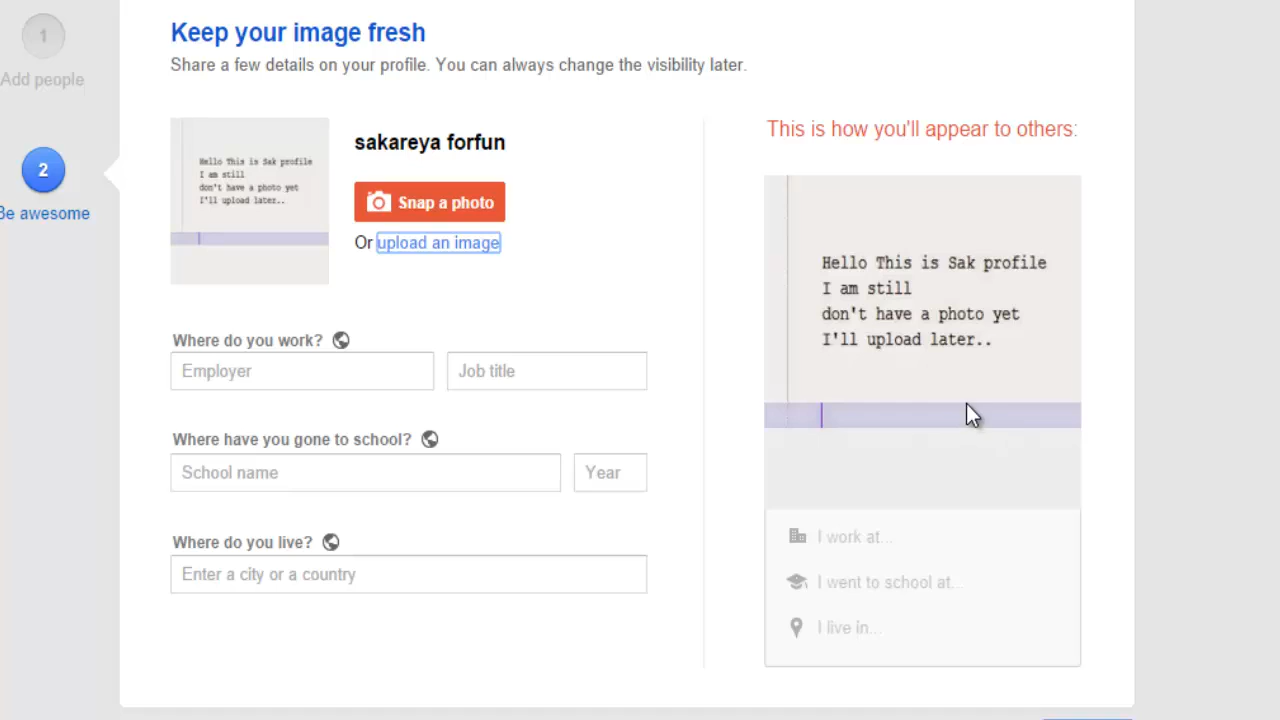 1
Add people
2
Be awesome
Keep your image fresh
Share a few details on your profile. You can always change the visibility later.
Hello This is Sak profile
I am still
don't have a photo yet
I'll upload later..
sakareya forfun
Snap a photo
Or upload an image
Where do you work?
Employer
Job title
Where have you gone to school?
School name
Year
Where do you live?
Enter a city or a country
This is how you'll appear to others:
Hello This is Sak profile
I am still
don't have a photo yet
I'll upload later..
I work at...
I went to school at...
I live in...